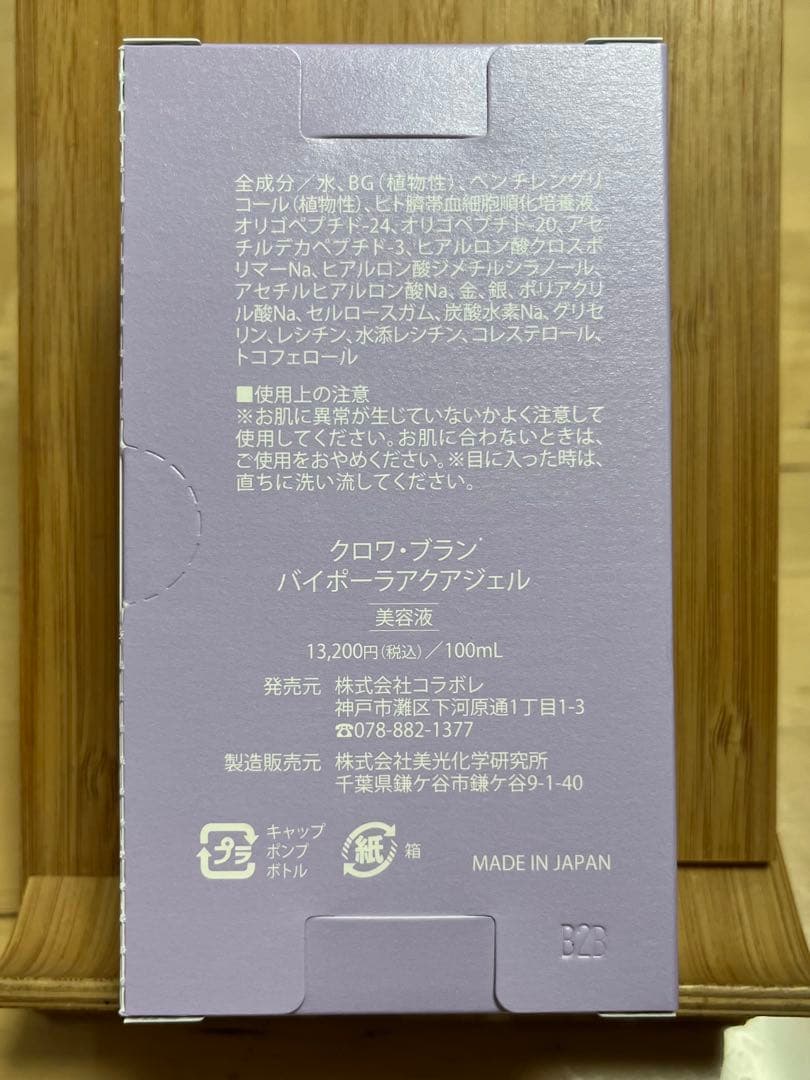 全成分／水、BG（植物性）、ペンチレングリ
コール（植物性）、ヒト臍帯血細胞順化培養液、
オリゴペプチド-24、オリゴペプチド-20、アセ
チルデカペプチド-3、ヒアルロン酸クロスポ
リマーNa、ヒアルロン酸ジメチルシラノール、
アセチルヒアルロン酸Na、金、銀、ポリアクリ
ル酸Na、セルロースガム、炭酸水素Na、グリセ
リン、レシチン、水添レシチン、コレステロール、
トコフェロール
■使用上の注意
※お肌に異常が生じていないかよく注意して
使用してください。お肌に合わないときは、
ご使用をおやめください。※目に入った時は、
直ちに洗い流してください。
クロワ・ブラン*
バイポーラアクアジェル
美容液
13,200円（税込）／100mL
発売元 株式会社コラボレ
神戸市灘区下河原通1丁目1-3
☎078-882-1377
製造販売元 株式会社美光化学研究所
千葉県鎌ケ谷市鎌ケ谷9-1-40
プラ キャップ
ポンプ
ボトル
紙 箱
MADE IN JAPAN
B2B